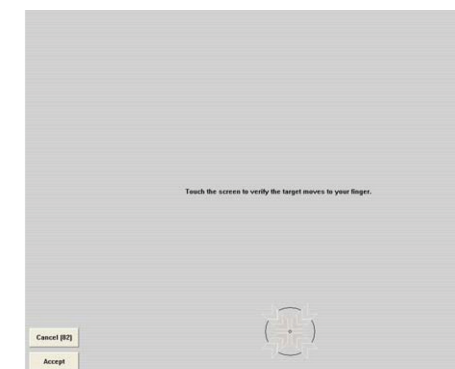 Touch the screen to verify the target moves to your finger.
Cancel (82)
Accept